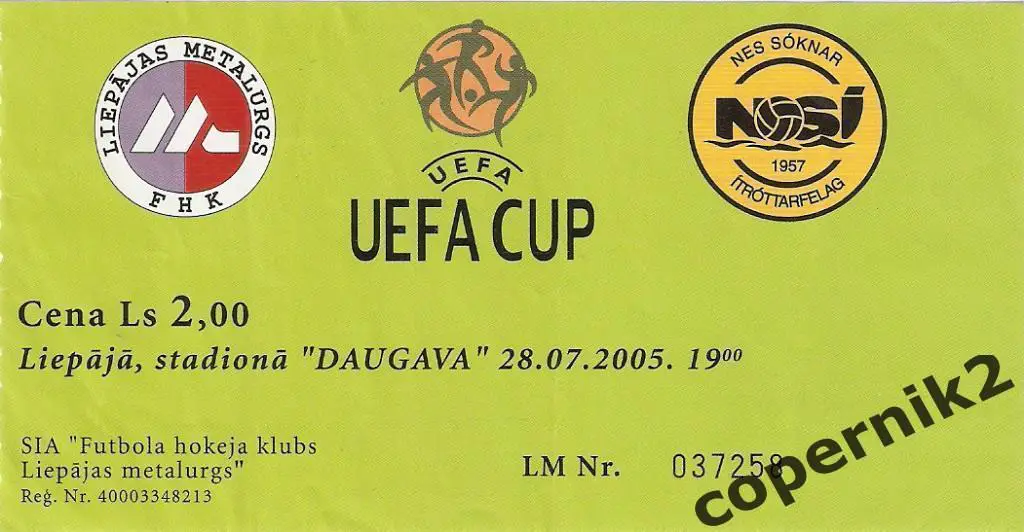 LIEPĀJAS METALURGS
FHK
UEFA
UEFA CUP
NES SÓKNAR
NSÍ
1957
ÍTRÓTTARFELAG
Cena Ls 2,00
Liepājā, stadionā "DAUGAVA" 28.07.2005. 19⁰⁰
SIA "Futbola hokeja klubs
Liepājas metalurgs"
Reģ. Nr. 40003348213
LM Nr. 037258
copernik2